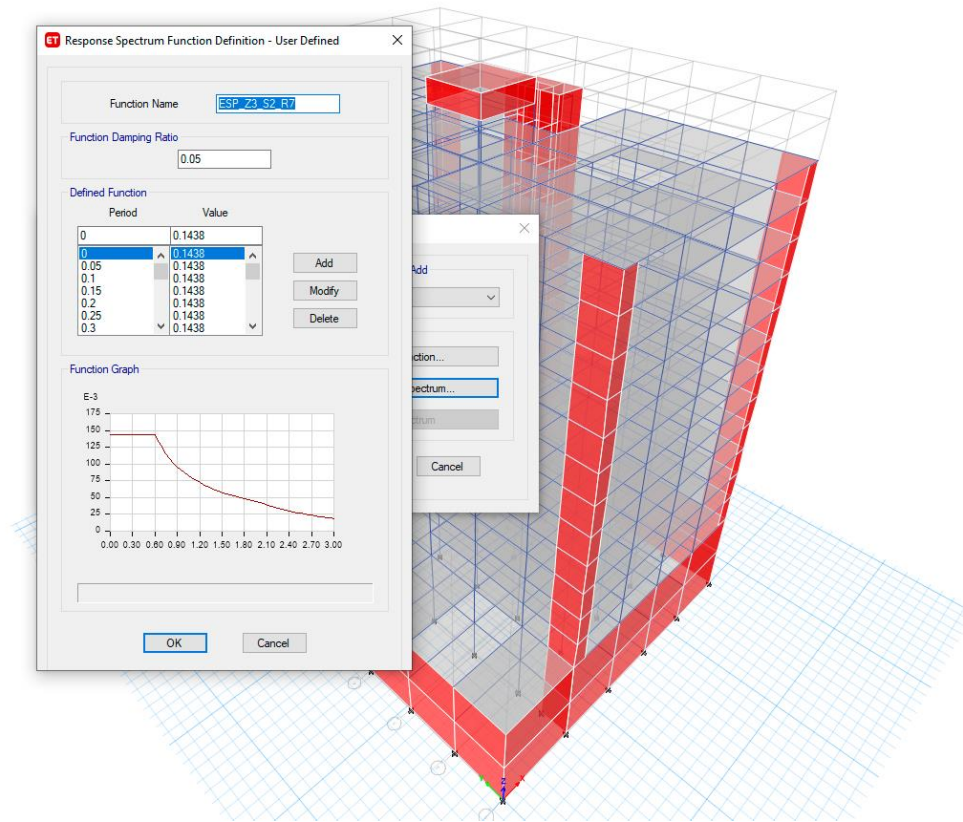 ET Response Spectrum Function Definition - User Defined
Function Name ESP_Z3_S2_R7
Function Damping Ratio
0.05
Defined Function
Period Value
0 0.1438
0 0.1438
0.05 0.1438
0.1 0.1438
0.15 0.1438
0.2 0.1438
0.25 0.1438
0.3 0.1438
Add
Modify
Delete
Function Graph
E-3
175
150
125
100
75
50
25
0
0.00 0.30 0.60 0.90 1.20 1.50 1.80 2.10 2.40 2.70 3.00
OK Cancel
Add
ction...
pectrum...
ctrum
Cancel
X
Z